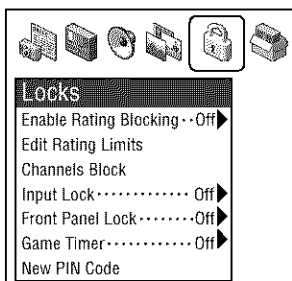 Locks
Enable Rating Blocking ·· Off
Edit Rating Limits
Channels Block
Input Lock ············· Off
Front Panel Lock ········ Off
Game Timer ·············· Off
New PIN Code